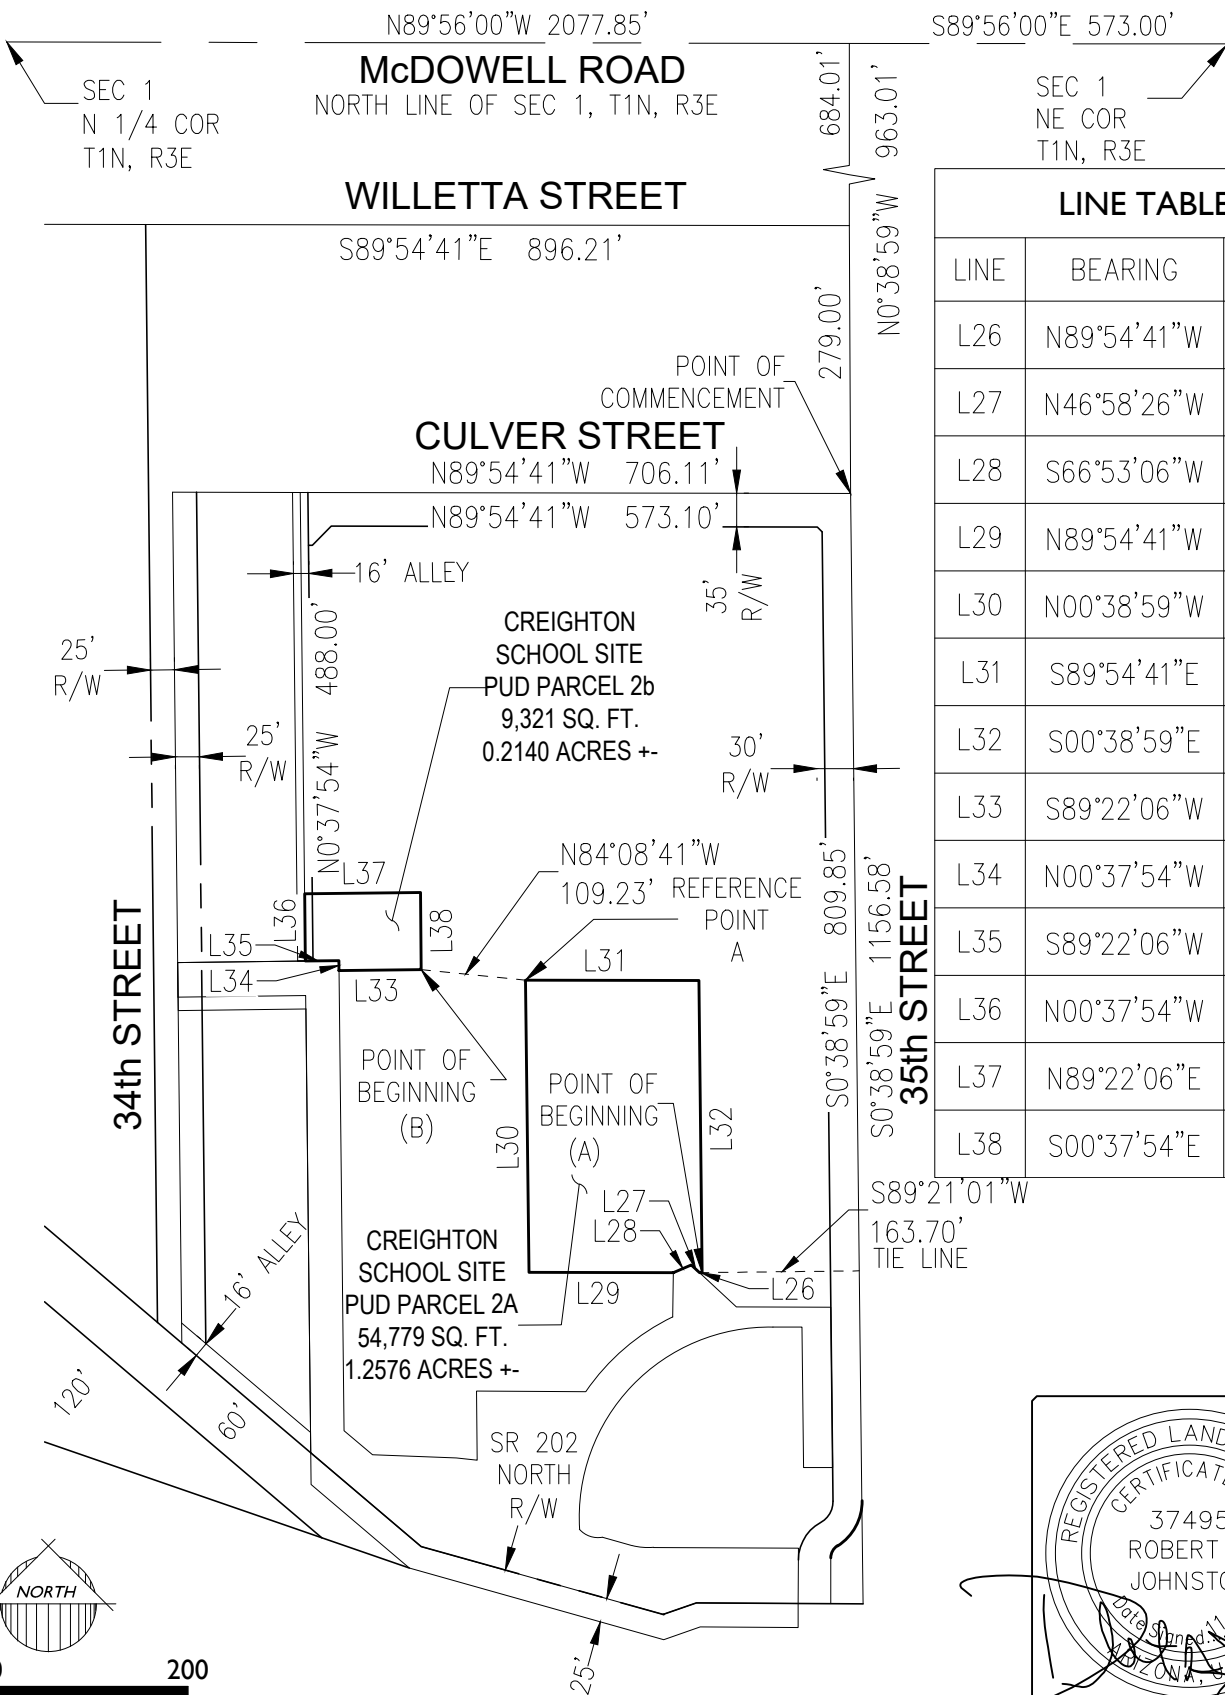 N89°56'00"W 2077.85'
S89°56'00"E 573.00'
McDOWELL ROAD
NORTH LINE OF SEC 1, T1N, R3E
SEC 1
N 1/4 COR
T1N, R3E
SEC 1
NE COR
T1N, R3E
684.01'
N0°38'59"W 963.01'
WILLETTA STREET
S89°54'41"E 896.21'
279.00'
POINT OF
COMMENCEMENT
CULVER STREET
N89°54'41"W 706.11'
N89°54'41"W 573.10'
16' ALLEY
35'
R/W
25'
R/W
25'
R/W
N0°37'54"W 488.00'
CREIGHTON
SCHOOL SITE
PUD PARCEL 2b
9,321 SQ. FT.
0.2140 ACRES +-
30'
R/W
N84°08'41"W
109.23'
REFERENCE
POINT
A
L37
L36
L38
L35
L34
L33
L31
34th STREET
POINT OF
BEGINNING
(B)
POINT OF
BEGINNING
(A)
L30
L32
S0°38'59"E 809.85'
S0°38'59"E 1156.58'
35th STREET
L27
L28
L29
L26
S89°21'01"W
163.70'
TIE LINE
CREIGHTON
SCHOOL SITE
PUD PARCEL 2A
54,779 SQ. FT.
1.2576 ACRES +-
16' ALLEY
120'
60'
SR 202
NORTH
R/W
25'
NORTH
200
LINE TABLE
LINE BEARING
L26 N89°54'41"W
L27 N46°58'26"W
L28 S66°53'06"W
L29 N89°54'41"W
L30 N00°38'59"W
L31 S89°54'41"E
L32 S00°38'59"E
L33 S89°22'06"W
L34 N00°37'54"W
L35 S89°22'06"W
L36 N00°37'54"W
L37 N89°22'06"E
L38 S00°37'54"E
REGISTERED LAND
CERTIFICATE
37495
ROBERT
JOHNSTO
Date Signed 11
ARIZONA, U